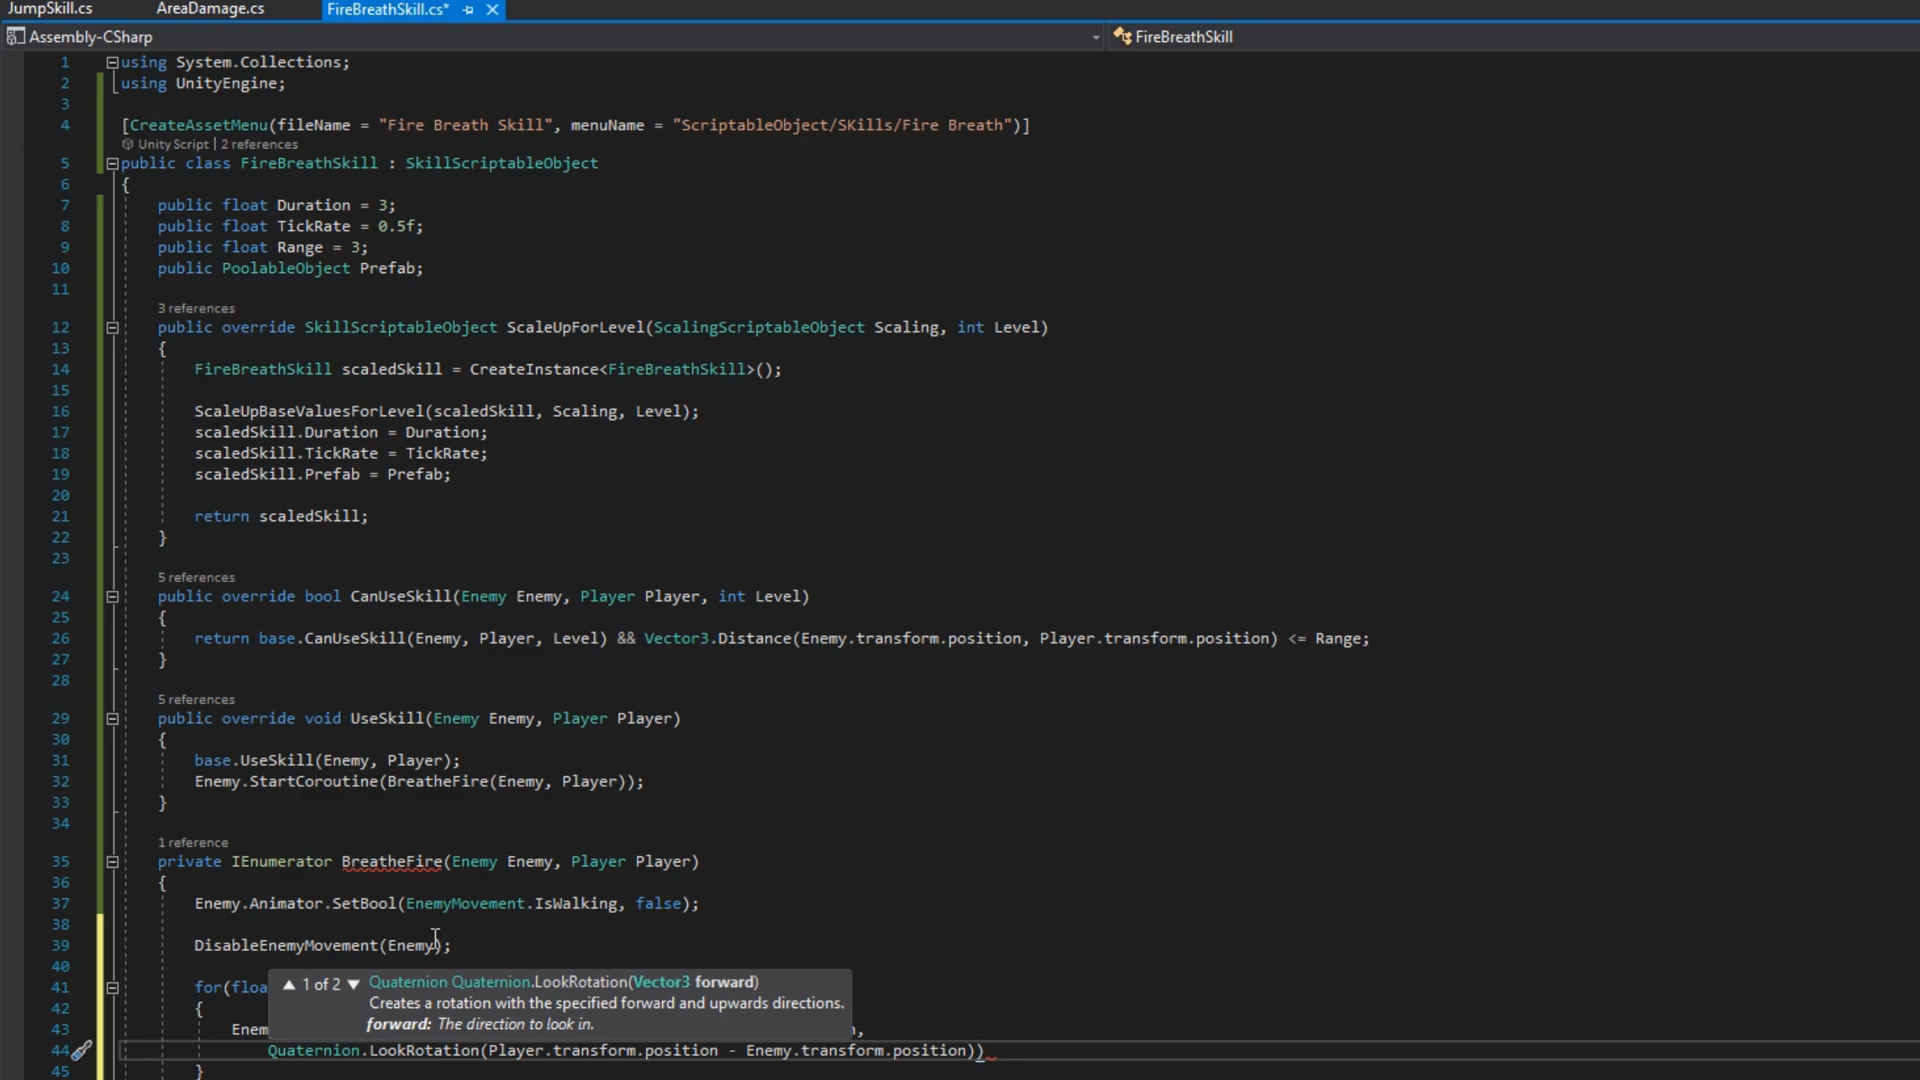 JumpSkill.cs AreaDamage.cs FireBreathSkill.cs*
Assembly-CSharp FireBreathSkill
1 using System.Collections;
2 using UnityEngine;
3
4 [CreateAssetMenu(fileName = "Fire Breath Skill", menuName = "ScriptableObject/SKills/Fire Breath")]
Unity Script | 2 references
5 public class FireBreathSkill : SkillScriptableObject
6 {
7 public float Duration = 3;
8 public float TickRate = 0.5f;
9 public float Range = 3;
10 public PoolableObject Prefab;
11
3 references
12 public override SkillScriptableObject ScaleUpForLevel(ScalingScriptableObject Scaling, int Level)
13 {
14 FireBreathSkill scaledSkill = CreateInstance<FireBreathSkill>();
15
16 ScaleUpBaseValuesForLevel(scaledSkill, Scaling, Level);
17 scaledSkill.Duration = Duration;
18 scaledSkill.TickRate = TickRate;
19 scaledSkill.Prefab = Prefab;
20
21 return scaledSkill;
22 }
23
5 references
24 public override bool CanUseSkill(Enemy Enemy, Player Player, int Level)
25 {
26 return base.CanUseSkill(Enemy, Player, Level) && Vector3.Distance(Enemy.transform.position, Player.transform.position) <= Range;
27 }
28
5 references
29 public override void UseSkill(Enemy Enemy, Player Player)
30 {
31 base.UseSkill(Enemy, Player);
32 Enemy.StartCoroutine(BreatheFire(Enemy, Player));
33 }
34
1 reference
35 private IEnumerator BreatheFire(Enemy Enemy, Player Player)
36 {
37 Enemy.Animator.SetBool(EnemyMovement.IsWalking, false);
38
39 DisableEnemyMovement(Enemy);
40
▲ 1 of 2 ▼ Quaternion Quaternion.LookRotation(Vector3 forward)
41 for(floa
Creates a rotation with the specified forward and upwards directions.
42 {
forward: The direction to look in.
43 Enem ,
44 Quaternion.LookRotation(Player.transform.position - Enemy.transform.position))
45 }